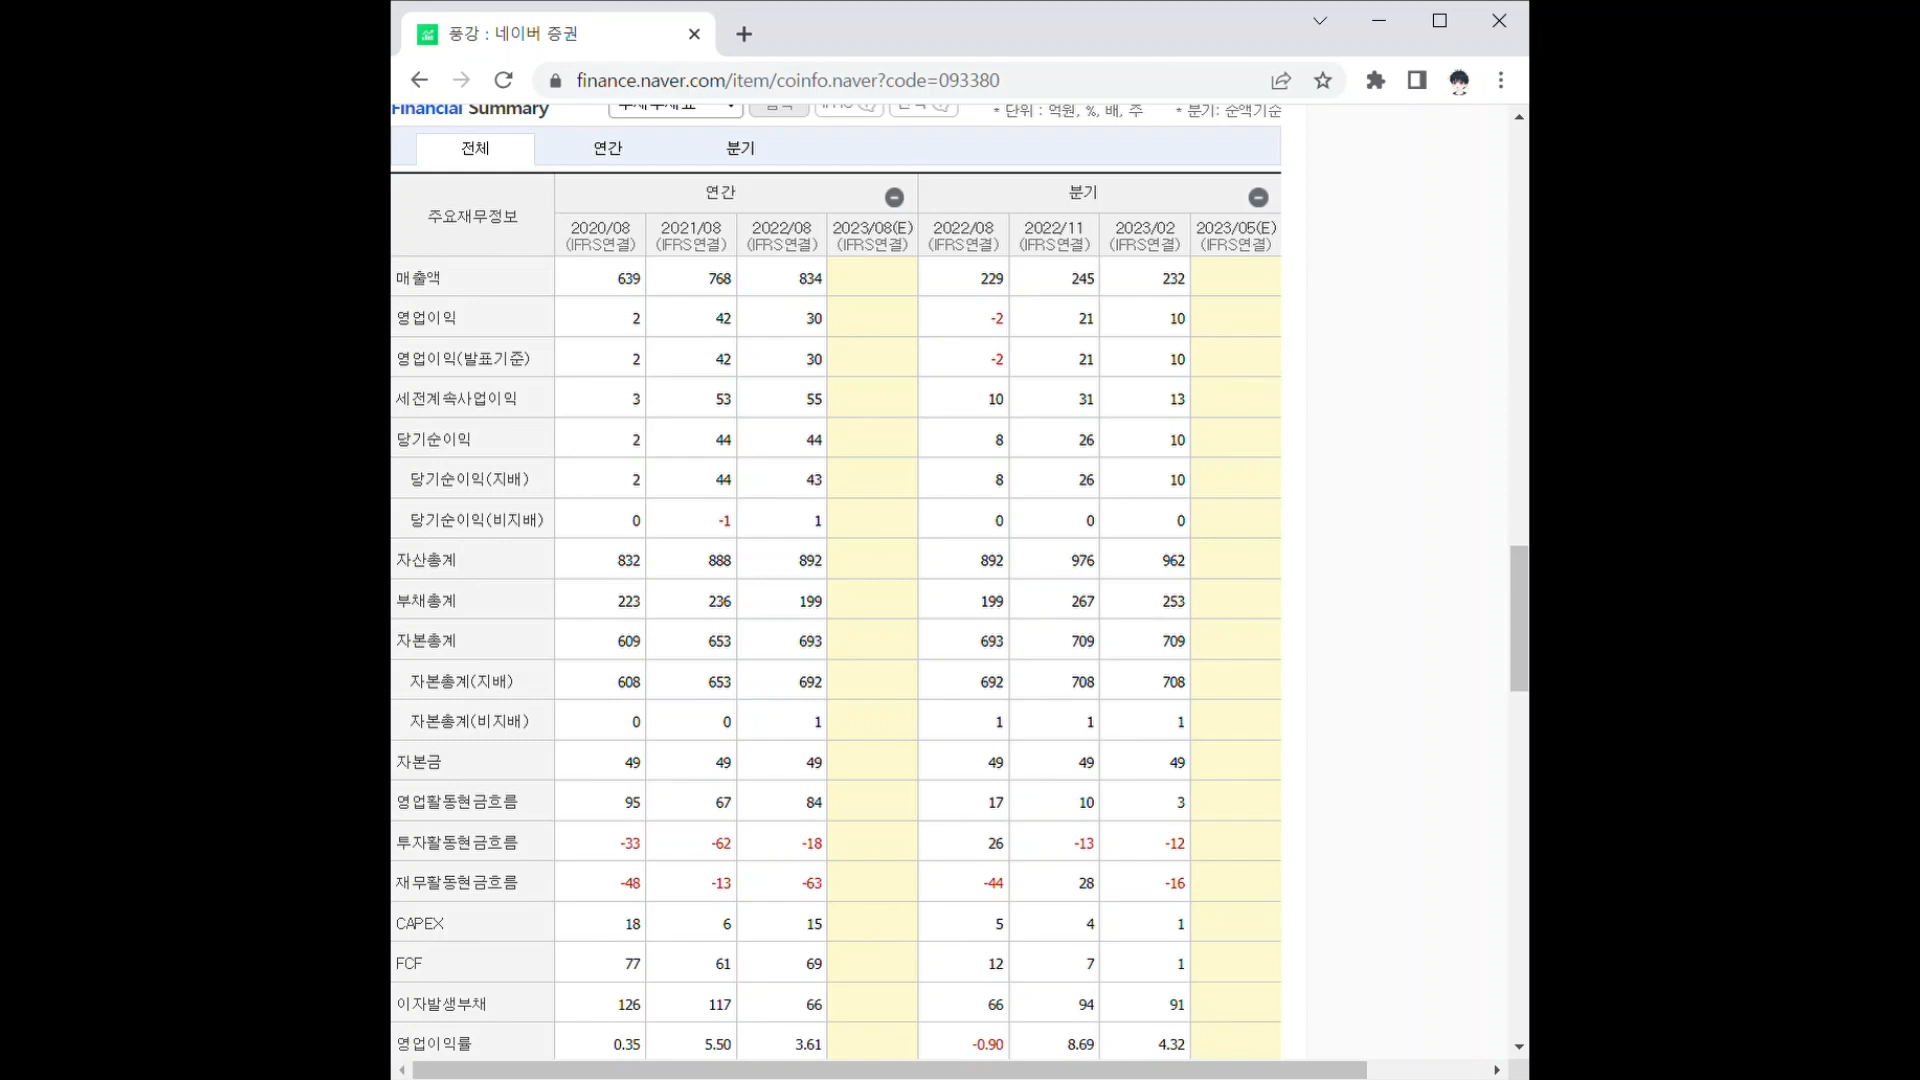 풍강 : 네이버 증권
finance.naver.com/item/coinfo.naver?code=093380
Financial Summary * 단위 : 억원, %, 배, 주 * 분기: 순액기준
전체 연간 분기
주요재무정보 연간 분기
2020/08 2021/08 2022/08 2023/08(E) 2022/08 2022/11 2023/02 2023/05(E)
(IFRS연결) (IFRS연결) (IFRS연결) (IFRS연결) (IFRS연결) (IFRS연결) (IFRS연결) (IFRS연결)
매출액 639 768 834 229 245 232
영업이익 2 42 30 -2 21 10
영업이익(발표기준) 2 42 30 -2 21 10
세전계속사업이익 3 53 55 10 31 13
당기순이익 2 44 44 8 26 10
당기순이익(지배) 2 44 43 8 26 10
당기순이익(비지배) 0 -1 1 0 0 0
자산총계 832 888 892 892 976 962
부채총계 223 236 199 199 267 253
자본총계 609 653 693 693 709 709
자본총계(지배) 608 653 692 692 708 708
자본총계(비지배) 0 0 1 1 1 1
자본금 49 49 49 49 49 49
영업활동현금흐름 95 67 84 17 10 3
투자활동현금흐름 -33 -62 -18 26 -13 -12
재무활동현금흐름 -48 -13 -63 -44 28 -16
CAPEX 18 6 15 5 4 1
FCF 77 61 69 12 7 1
이자발생부채 126 117 66 66 94 91
영업이익률 0.35 5.50 3.61 -0.90 8.69 4.32